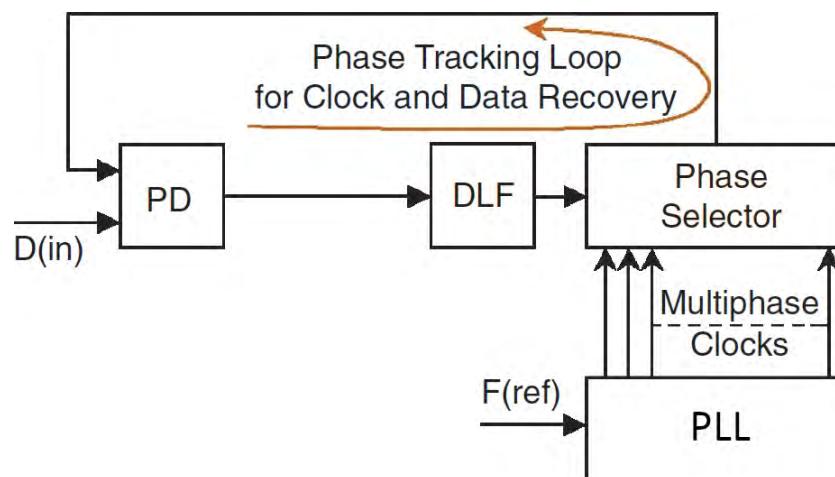 Phase Tracking Loop
for Clock and Data Recovery
PD
DLF
Phase
Selector
D(in)
Multiphase
Clocks
F(ref)
PLL